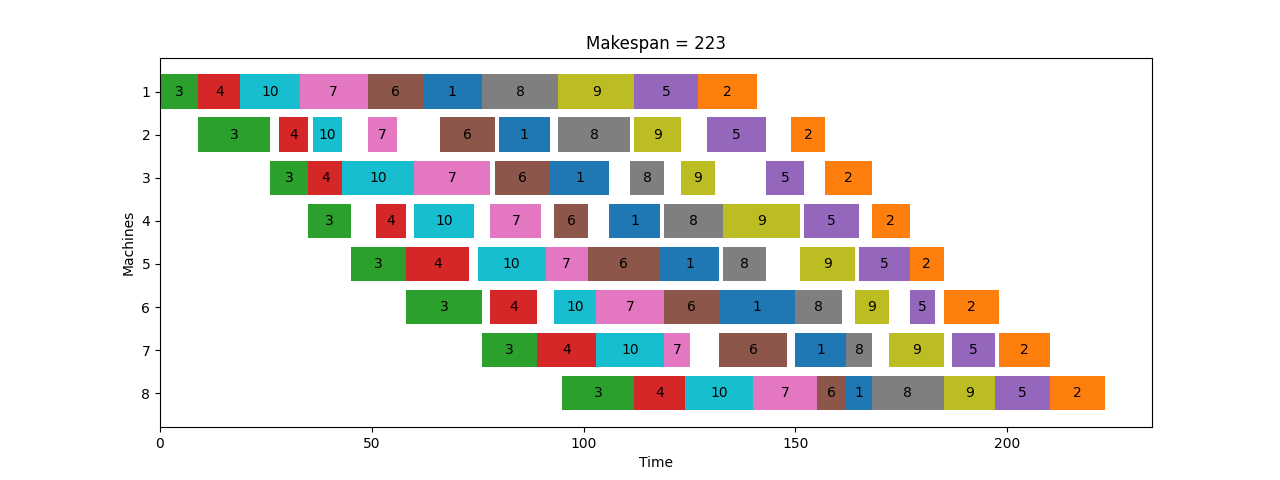 Makespan = 223
1 3 4 10 7 6 1 8 9 5 2
2 3 4 10 7 6 1 8 9 5 2
3 3 4 10 7 6 1 8 9 5 2
4 3 4 10 7 6 1 8 9 5 2
5 3 4 10 7 6 1 8 9 5 2
6 3 4 10 7 6 1 8 9 5 2
7 3 4 10 7 6 1 8 9 5 2
8 3 4 10 7 6 1 8 9 5 2
Machines
0 50 100 150 200
Time